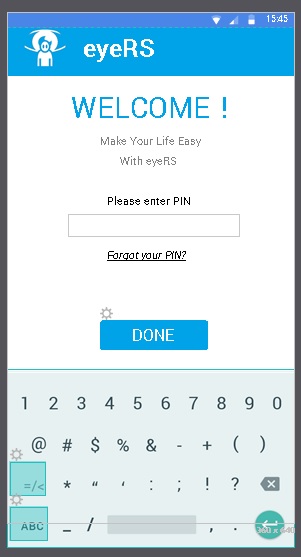 15:45
eyeRS
WELCOME !
Make Your Life Easy
With eyeRS
Please enter PIN
Forgot your PIN?
DONE
1 2 3 4 5 6 7 8 9 0
@ # $ % & - + ( )
=/< * “ ‘ : ; ! ? 
ABC _ / , .
360 x 640